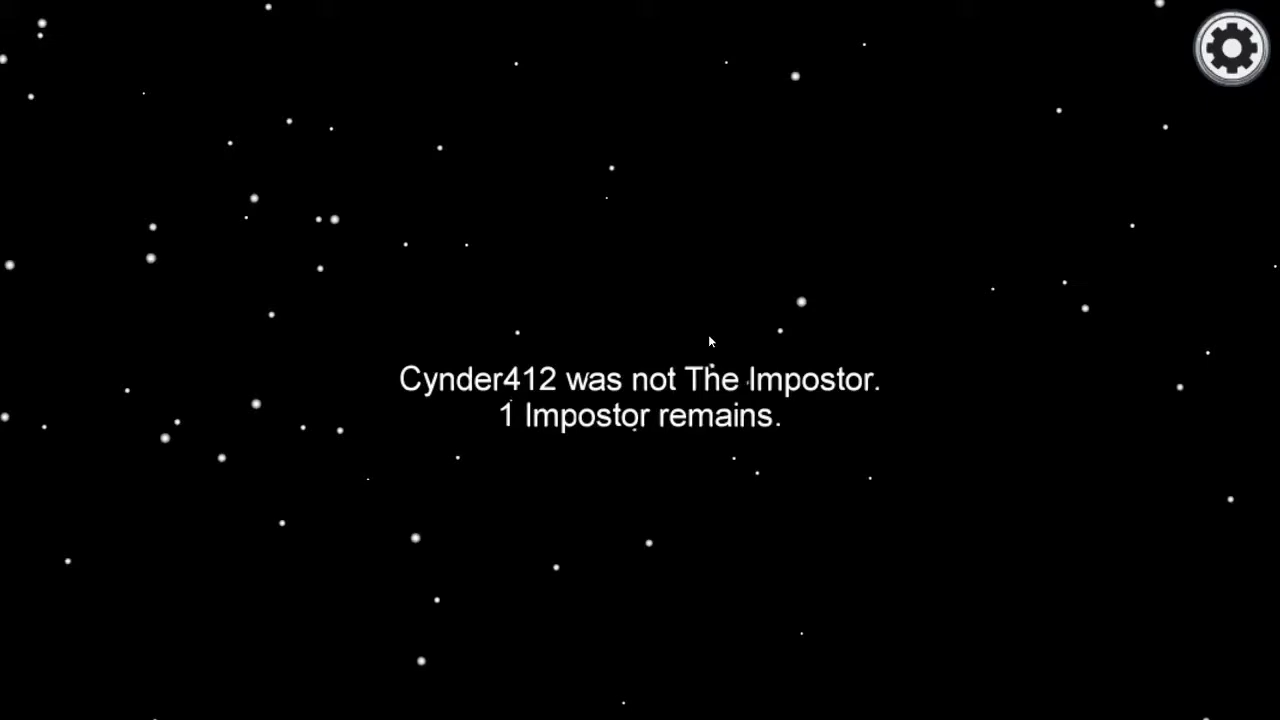 Cynder412 was not The Impostor.
1 Impostor remains.